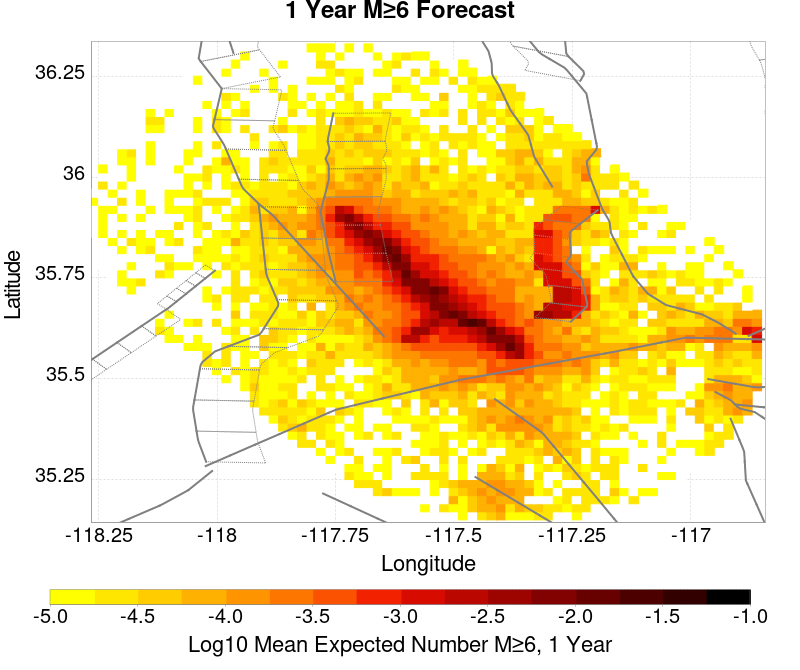 1 Year M≥6 Forecast
36.25
36
35.75
35.5
35.25
Latitude
-118.25 -118 -117.75 -117.5 -117.25 -117
Longitude
-5.0 -4.5 -4.0 -3.5 -3.0 -2.5 -2.0 -1.5 -1.0
Log10 Mean Expected Number M≥6, 1 Year